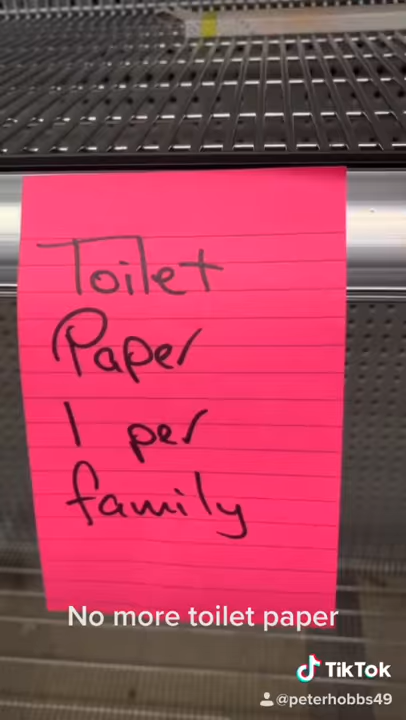 Toilet
Paper
1 per
family
No more toilet paper
TikTok
@peterhobbs49